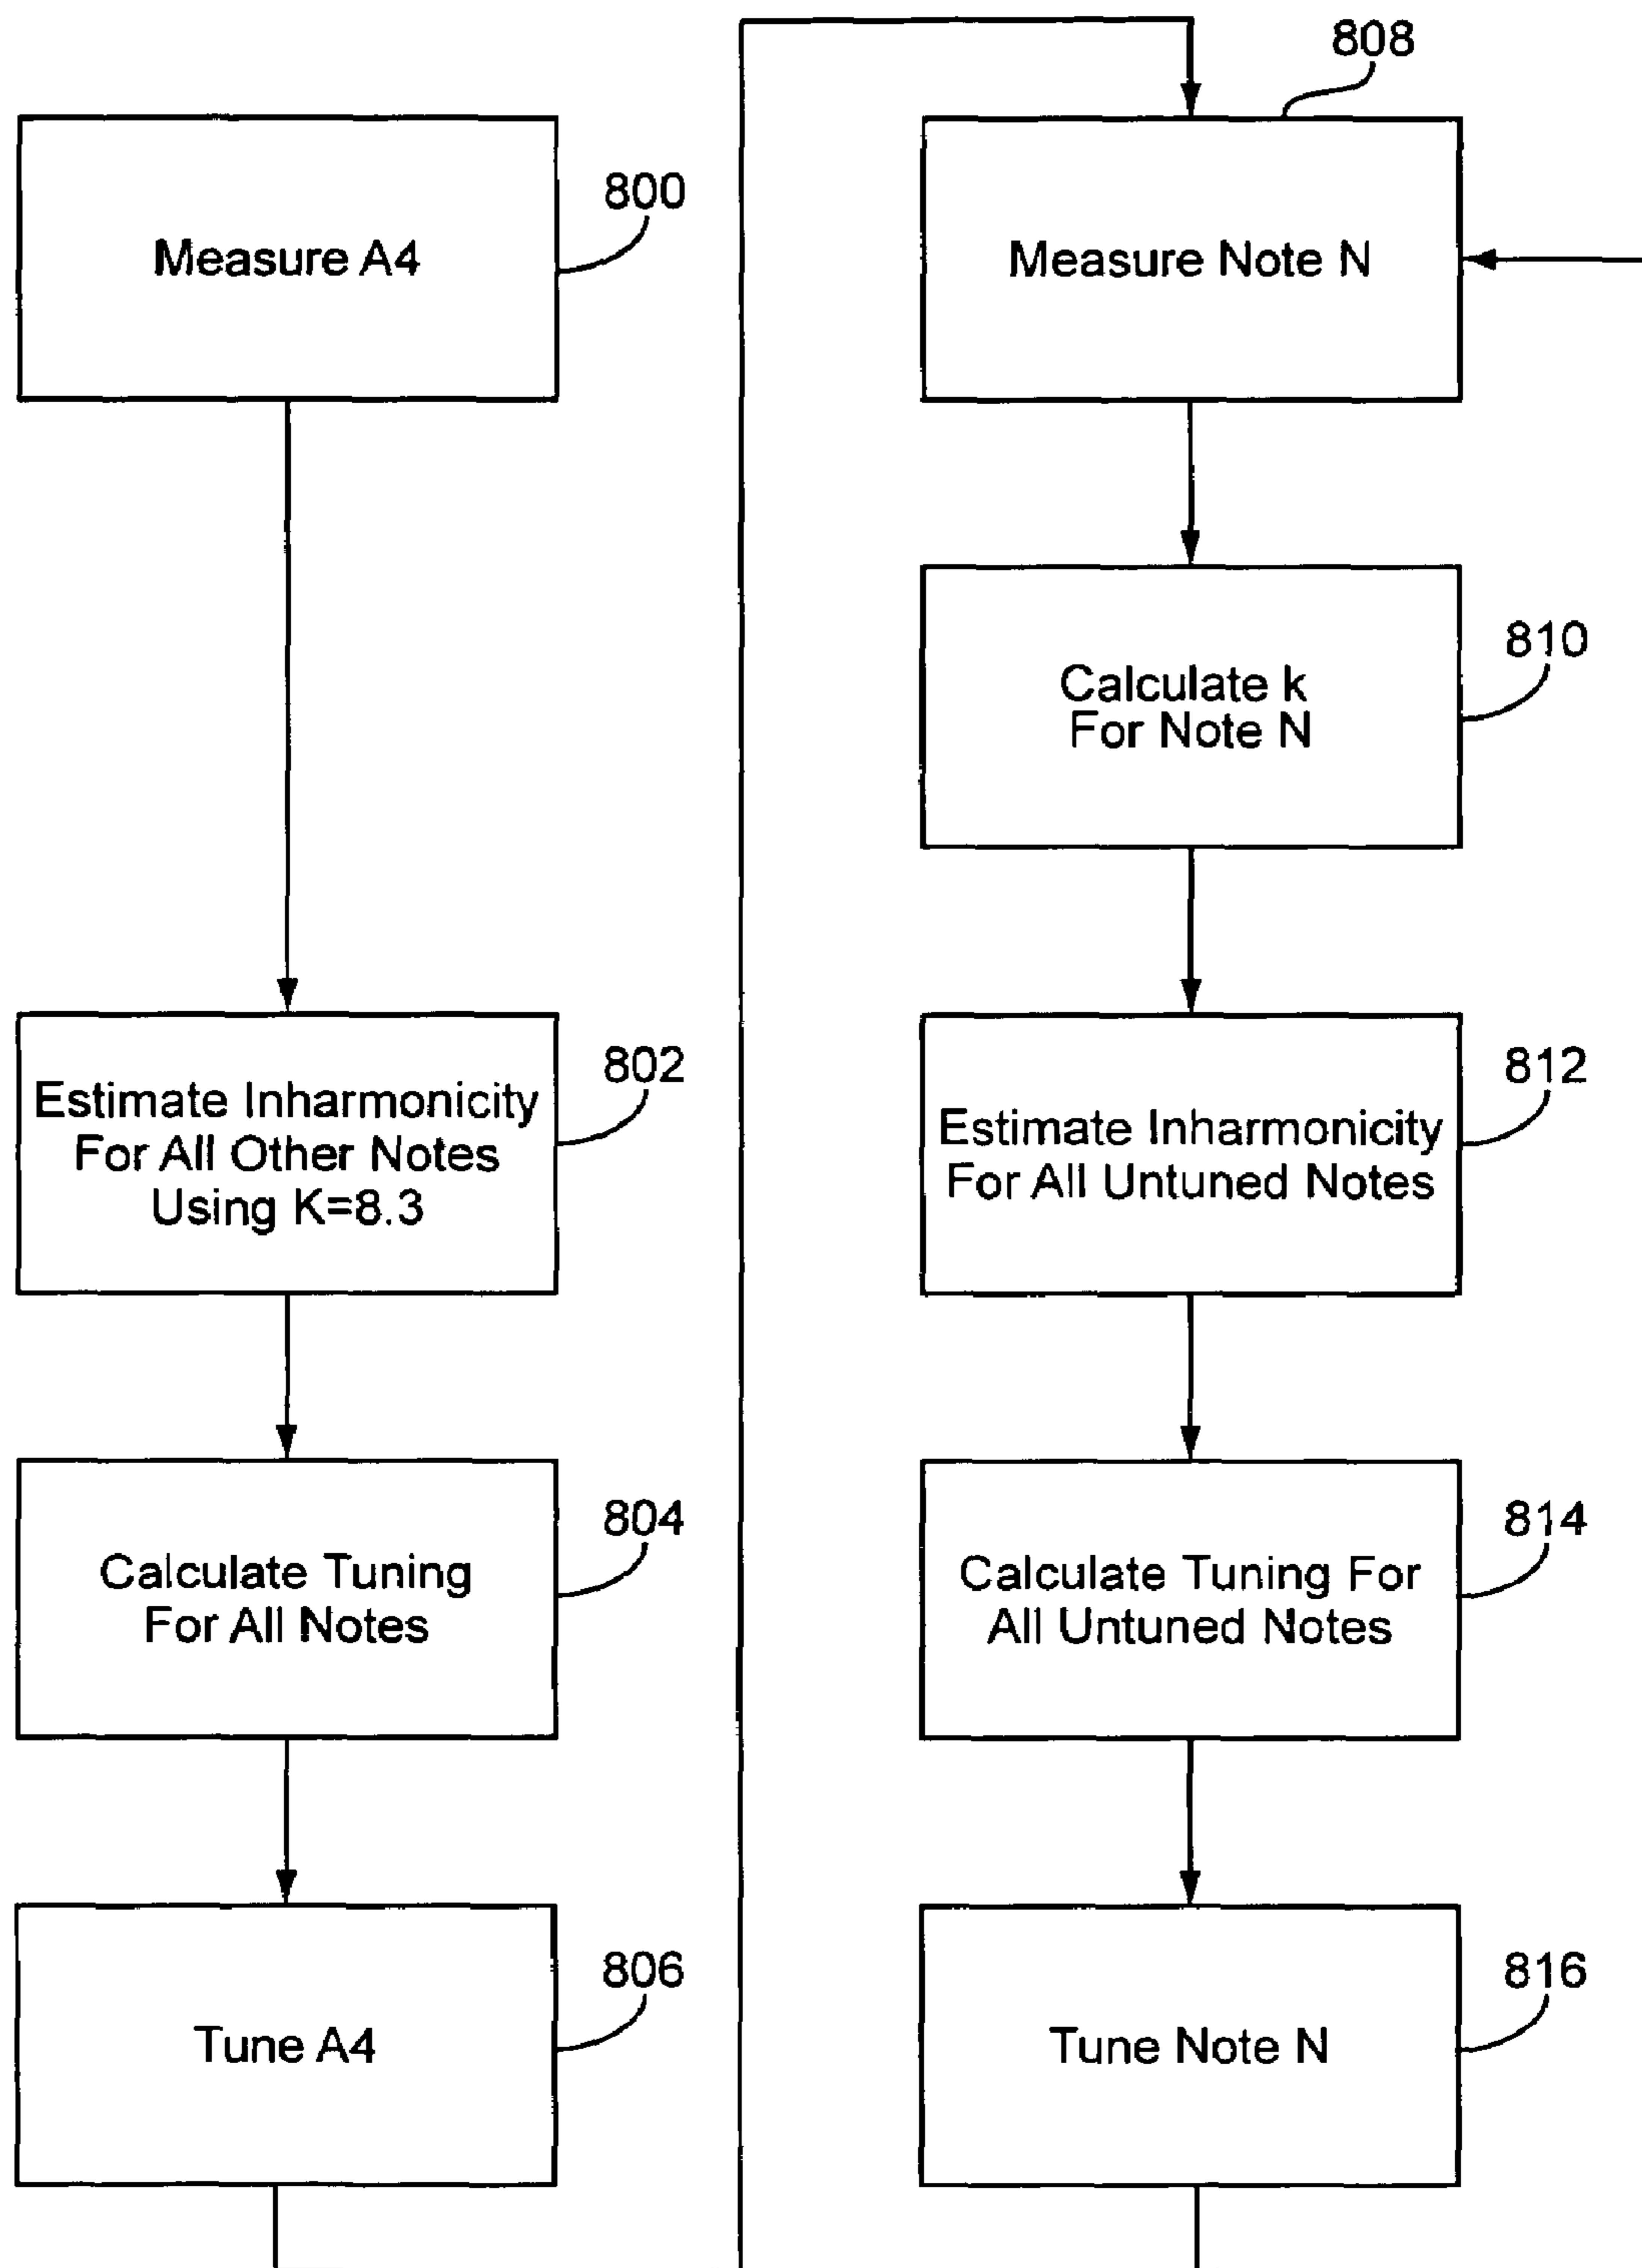 800
Measure A4
802
Estimate Inharmonicity
For All Other Notes
Using K=8.3
804
Calculate Tuning
For All Notes
806
Tune A4
808
Measure Note N
810
Calculate k
For Note N
812
Estimate Inharmonicity
For All Untuned Notes
814
Calculate Tuning For
All Untuned Notes
816
Tune Note N